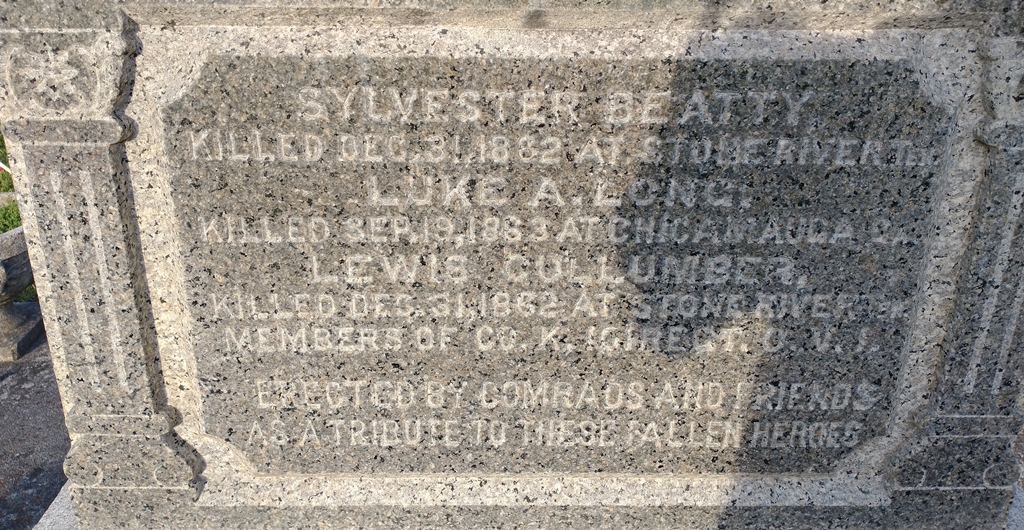 SYLVESTER BEATTY,
KILLED DEC. 31, 1862 AT STONE RIVER
LUKE A. LONG,
KILLED SEP. 19, 1863 AT CHICAMAUGA GA.
LEWIS CULLUMBER,
KILLED DEC. 31, 1862 AT STONE RIVER
MEMBERS OF CO. K, REGT. O. V. I.
ERECTED BY COMRADS AND FRIENDS
AS A TRIBUTE TO THESE FALLEN HEROES